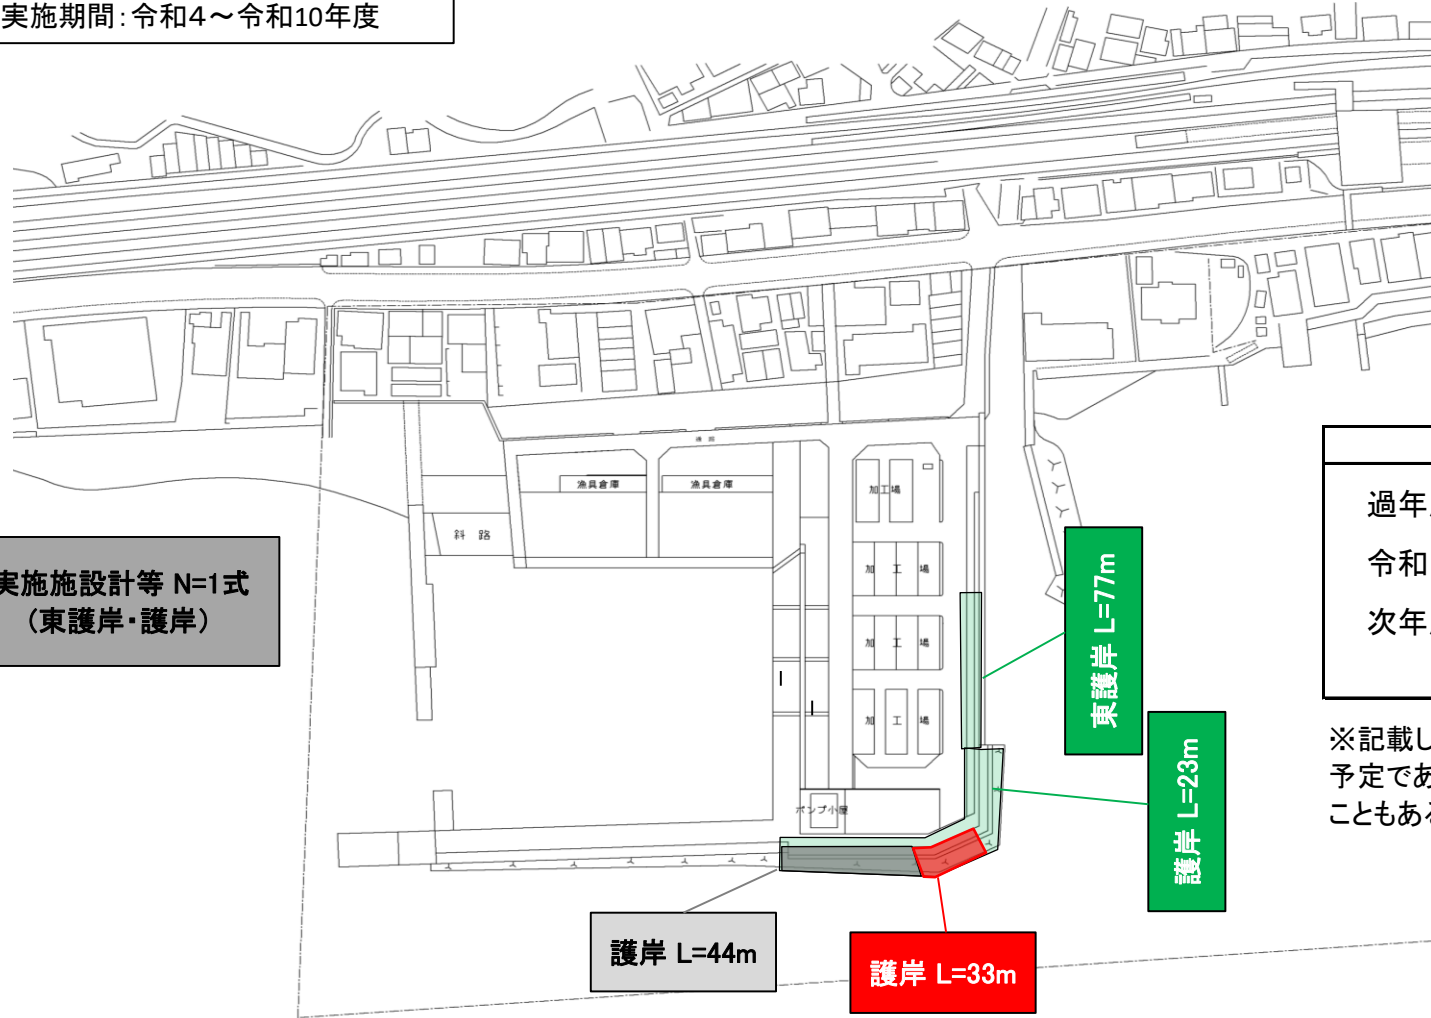 実施期間：令和4～令和10年度
漁具倉庫
漁具倉庫
加工場
斜 路
加 工 場
加 工 場
加 工 場
ポンプ小屋
実施施設計等 N=1式
（東護岸・護岸）
東護岸 L=77m
護岸 L=23m
護岸 L=44m
護岸 L=33m
過年
令和
次年
※記載し
予定であ
こともあ